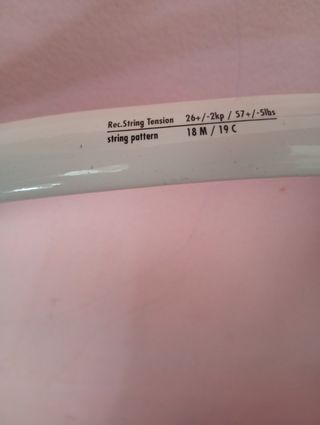 Rec.String Tension 26+/-2kp / 57+/-5lbs
string pattern 18 M / 19 C